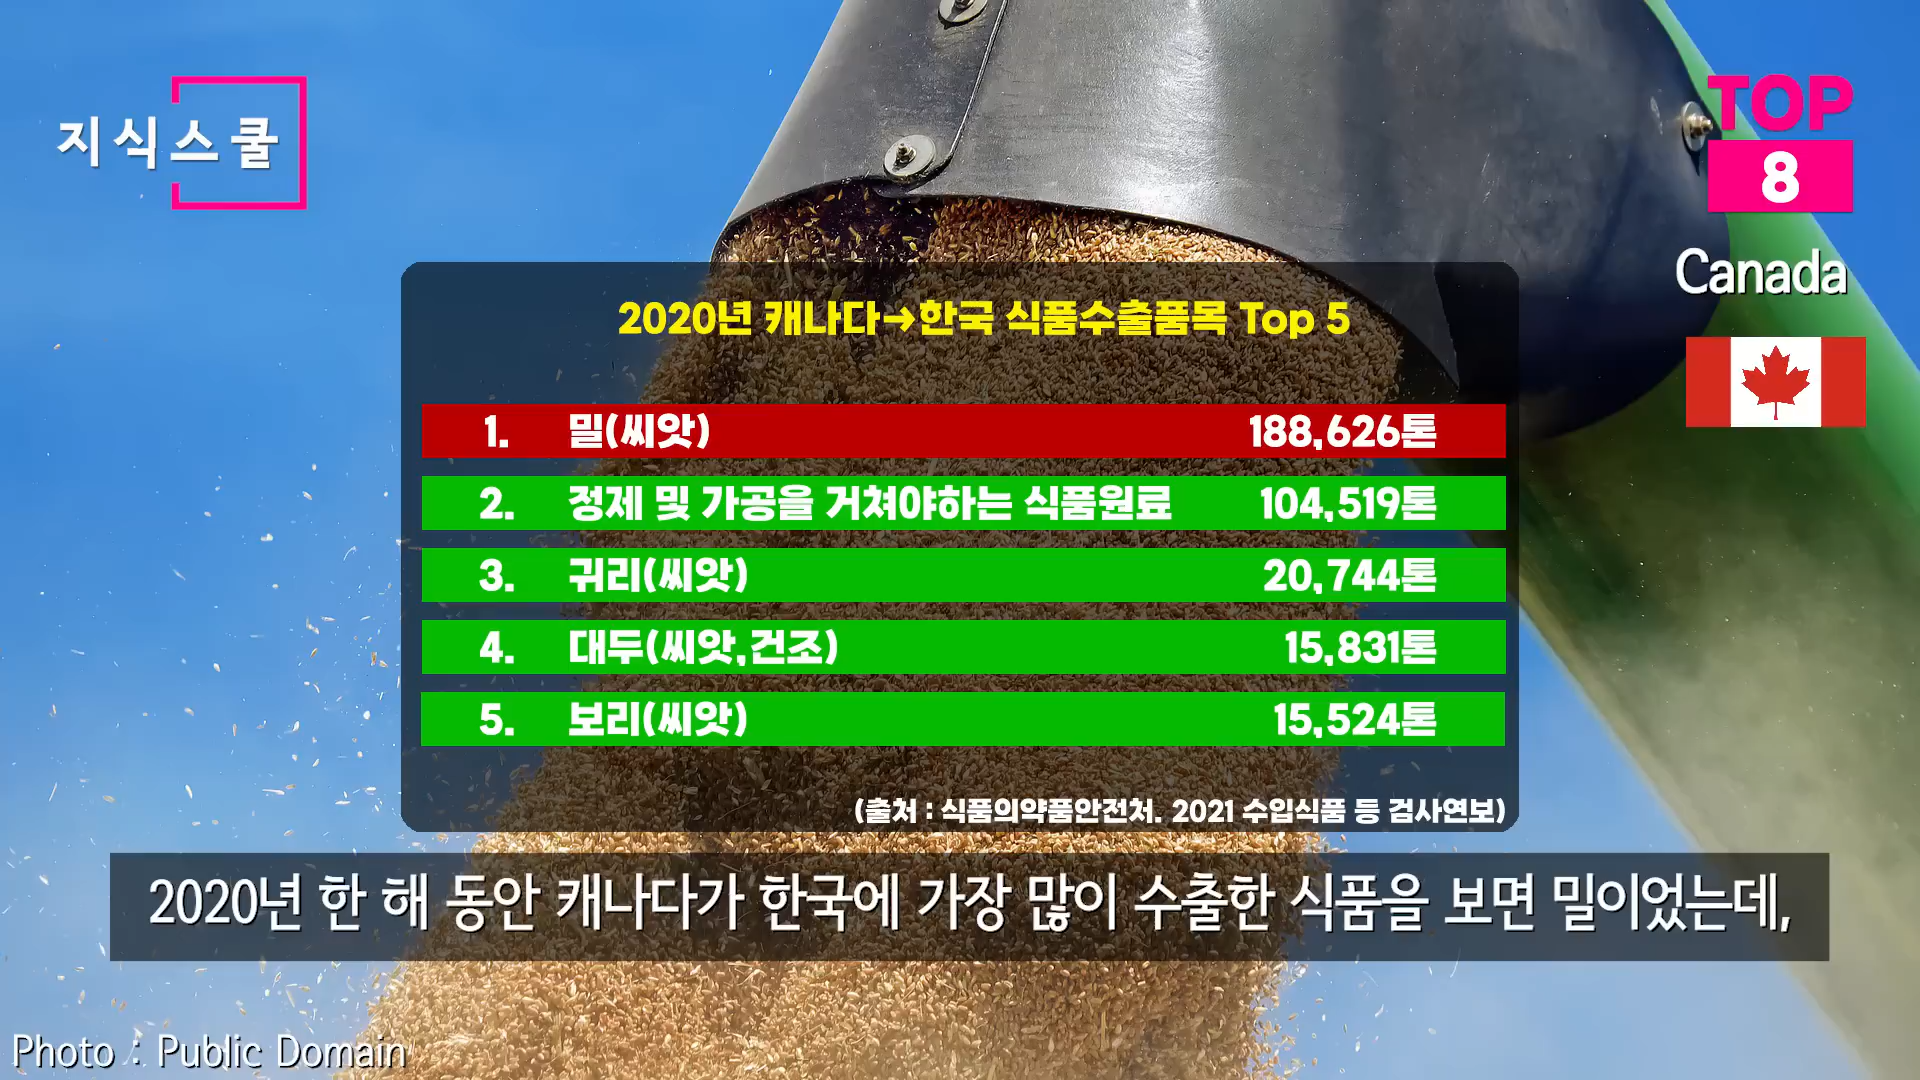 지식스쿨
TOP
8
Canada
2020년 캐나다→한국 식품수출품목 Top 5
1. 밀(씨앗) 188,626톤
2. 정제 및 가공을 거쳐야하는 식품원료 104,519톤
3. 귀리(씨앗) 20,744톤
4. 대두(씨앗,건조) 15,831톤
5. 보리(씨앗) 15,524톤
(출처 : 식품의약품안전처. 2021 수입식품 등 검사연보)
2020년 한 해 동안 캐나다가 한국에 가장 많이 수출한 식품을 보면 밀이었는데,
Photo : Public Domain